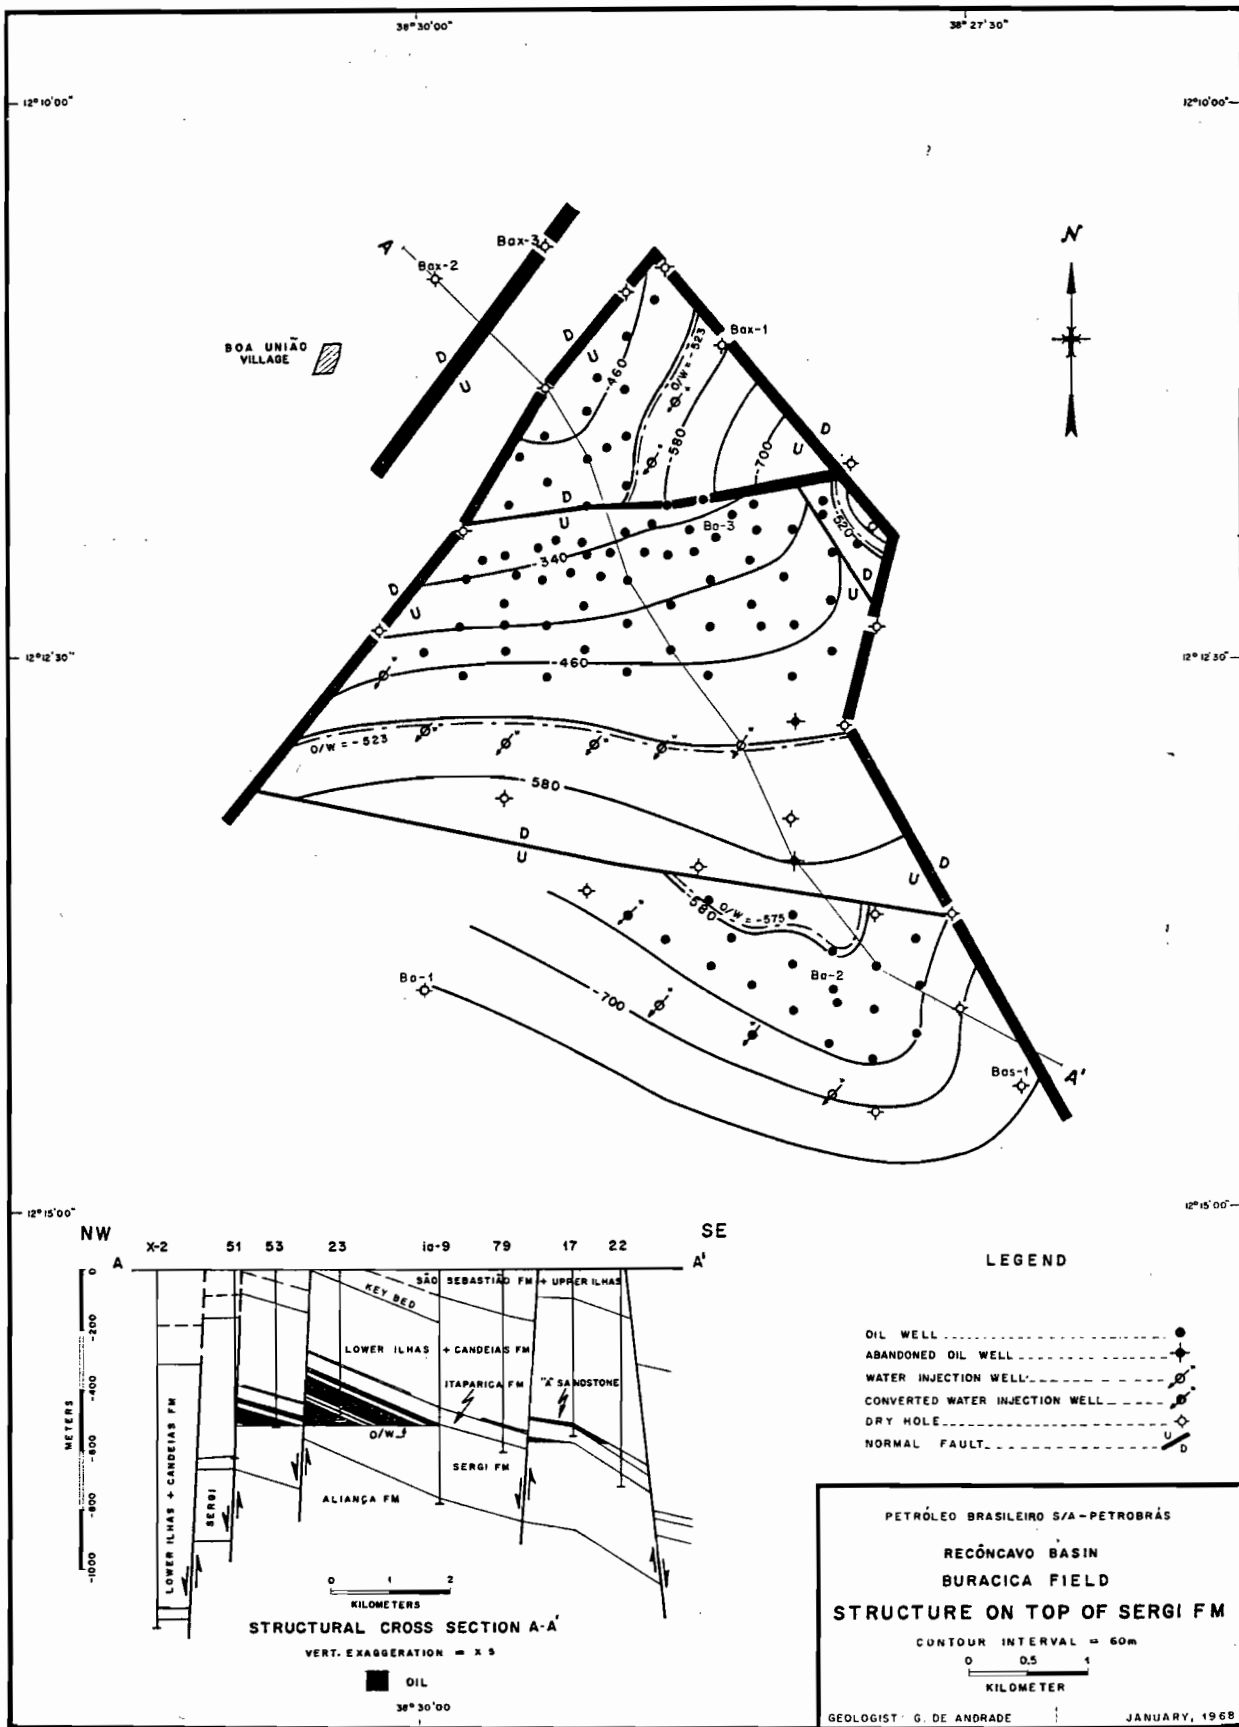 38°30'00"
38°27'30"
12°10'00"
12°10'00"
N
A
Bax-3
Bax-2
BOA UNIÃO
VILLAGE
D
U
D
U
Bax-1
O/W = -523
-460
-580
-700
D
U
D
U
Ba-3
-520
-340
D
U
D
U
12°12'30"
12°12'30"
-460
O/W = -523
580
D
U
D
U
O/W = -575
-580
Ba-1
Ba-2
-700
Bas-1
A'
12°15'00"
12°15'00"
NW
SE
X-2 51 53 23 ia-9 79 17 22
A
A'
SÃO SEBASTIÃO FM + UPPER ILHAS
KEY BED
LOWER ILHAS + CANDEIAS FM
ITAPARICA FM
"A" SANDSTONE
O/W
SERGI FM
ALIANÇA FM
SERGI
LOWER ILHAS + CANDEIAS FM
METERS
0
-200
-400
-600
-800
-1000
0 1 2
KILOMETERS
STRUCTURAL CROSS SECTION A-A'
VERT. EXAGGERATION = X 5
OIL
38°30'00
LEGEND
OIL WELL
ABANDONED OIL WELL
WATER INJECTION WELL
CONVERTED WATER INJECTION WELL
DRY HOLE
NORMAL FAULT
U
D
PETRÓLEO BRASILEIRO S/A-PETROBRÁS
RECÔNCAVO BASIN
BURACICA FIELD
STRUCTURE ON TOP OF SERGI FM
CONTOUR INTERVAL = 60m
0 0.5 1
KILOMETER
GEOLOGIST: G. DE ANDRADE
JANUARY, 1968